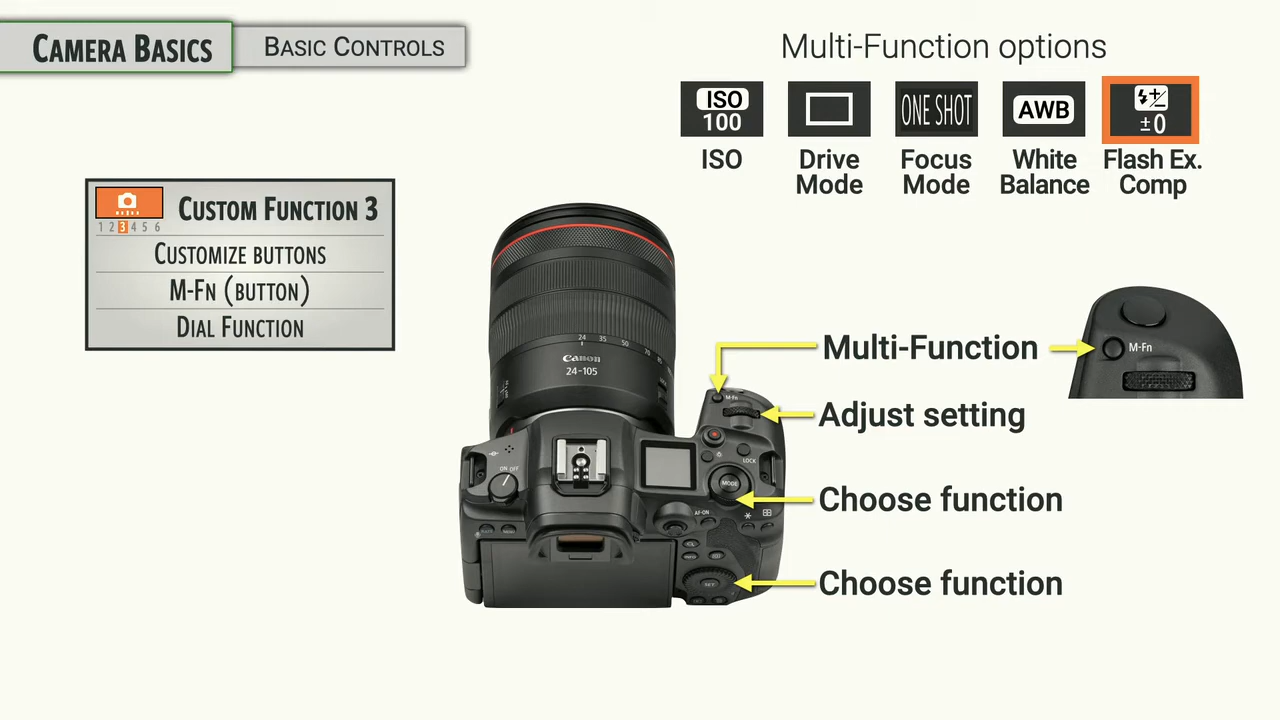 CAMERA BASICS
BASIC CONTROLS
Multi-Function options
ISO
100
ONE SHOT
AWB
±0
ISO
Drive
Mode
Focus
Mode
White
Balance
Flash Ex.
Comp
1 2 3 4 5 6
CUSTOM FUNCTION 3
CUSTOMIZE BUTTONS
M-FN (BUTTON)
DIAL FUNCTION
24 35 50 70
Canon
24-105
Multi-Function
M-Fn
M-Fn
Adjust setting
ON OFF
LOCK
MODE
Choose function
AF-ON
Choose function
SET